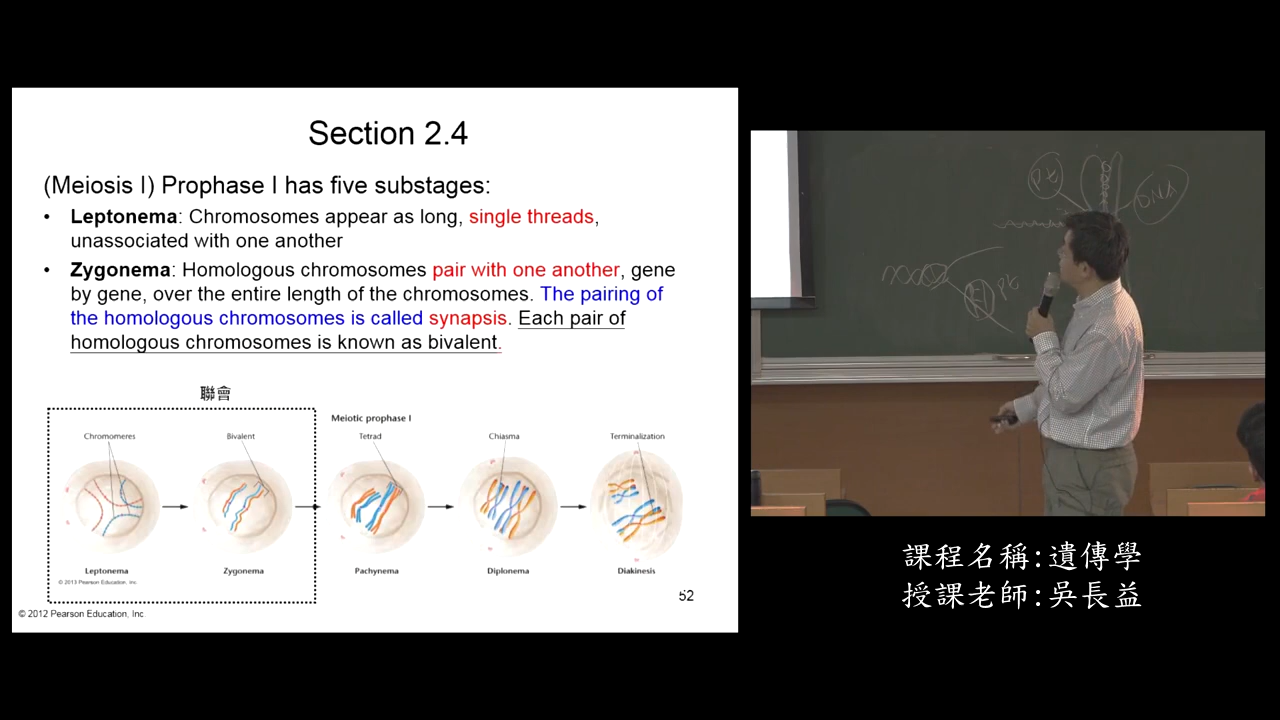 Section 2.4
(Meiosis I) Prophase I has five substages:
• Leptonema: Chromosomes appear as long, single threads,
unassociated with one another
• Zygonema: Homologous chromosomes pair with one another, gene
by gene, over the entire length of the chromosomes. The pairing of
the homologous chromosomes is called synapsis. Each pair of
homologous chromosomes is known as bivalent.
聯會
Meiotic prophase I
Chromomeres
Bivalent
Tetrad
Chiasma
Terminalization
Leptonema
Zygonema
Pachynema
Diplonema
Diakinesis
© 2013 Pearson Education, Inc.
52
© 2012 Pearson Education, Inc.
Pt
DNA
Pt
課程名稱:遺傳學
授課老師:吳長益